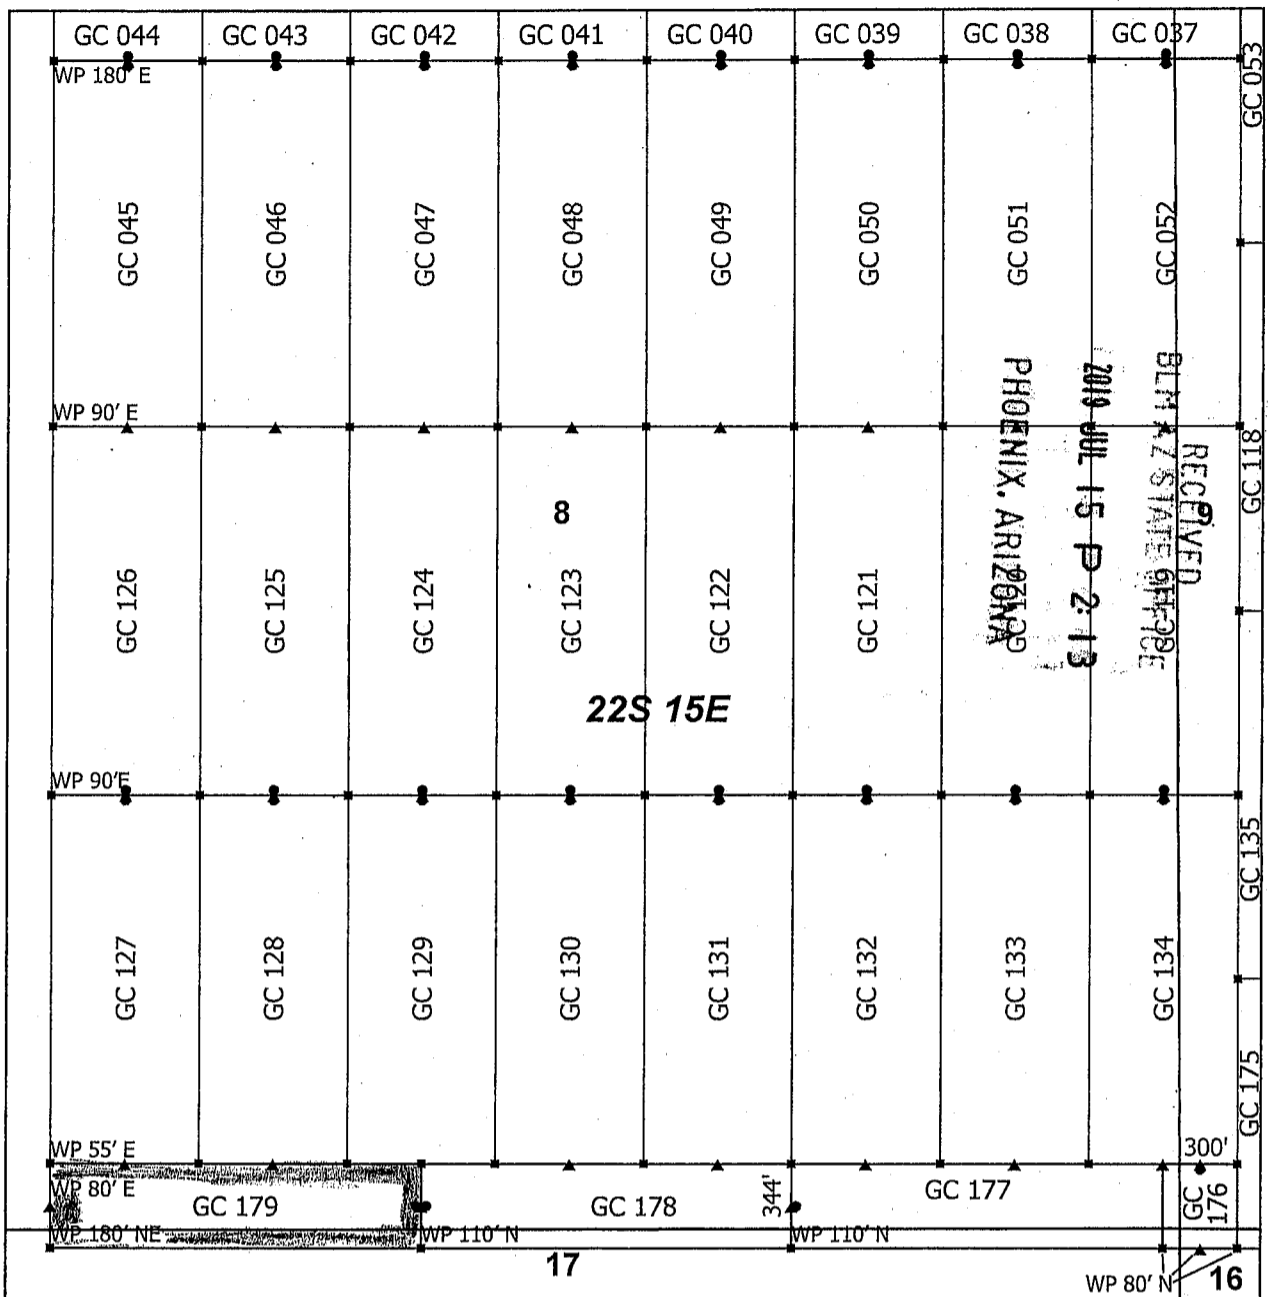 GC 044 GC 043 GC 042 GC 041 GC 040 GC 039 GC 038 GC 037
GC 053
WP 180' E
GC 045 GC 046 GC 047 GC 048 GC 049 GC 050 GC 051 GC 052
RECEIVED
BLM AZ STATE OFFICE
2019 JUL 15 P 2:13
PHOENIX, ARIZONA
WP 90' E
GC 118
8
9
GC 126 GC 125 GC 124 GC 123 GC 122 GC 121 GC 120 GC 119
22S 15E
WP 90'E
GC 135
GC 127 GC 128 GC 129 GC 130 GC 131 GC 132 GC 133 GC 134
GC 175
WP 55' E
300'
WP 80' E
GC 179 GC 178 344' GC 177 GC 176
WP 180' NE WP 110' N WP 110' N
17
WP 80' N 16